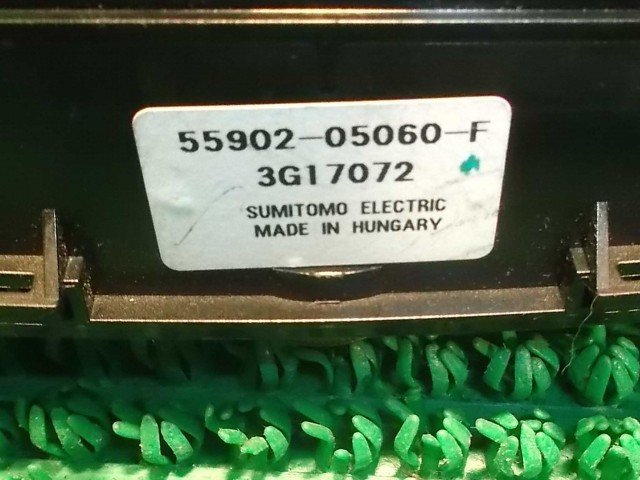 55902-05060-F
3G17072
SUMITOMO ELECTRIC
MADE IN HUNGARY